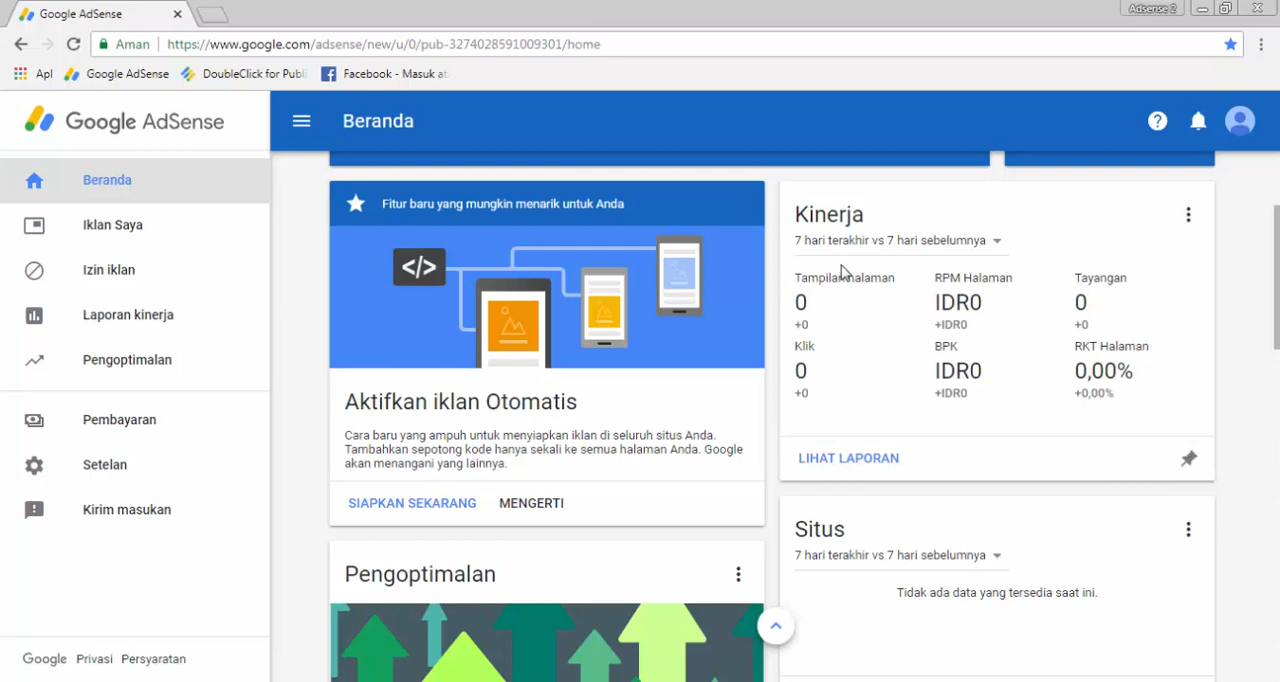 Google AdSense
Adsense 2
Aman
https://www.google.com/adsense/new/u/0/pub-3274028591009301/home
Apl
Google AdSense
DoubleClick for Publi
Facebook - Masuk at
Google AdSense
Beranda
Beranda
Iklan Saya
Izin iklan
Laporan kinerja
Pengoptimalan
Pembayaran
Setelan
Kirim masukan
Google Privasi Persyaratan
Fitur baru yang mungkin menarik untuk Anda
</>
Aktifkan iklan Otomatis
Cara baru yang ampuh untuk menyiapkan iklan di seluruh situs Anda.
Tambahkan sepotong kode hanya sekali ke semua halaman Anda. Google
akan menangani yang lainnya.
SIAPKAN SEKARANG MENGERTI
Pengoptimalan
Kinerja
7 hari terakhir vs 7 hari sebelumnya
Tampilan halaman RPM Halaman Tayangan
0 IDR0 0
+0 +IDR0 +0
Klik BPK RKT Halaman
0 IDR0 0,00%
+0 +IDR0 +0,00%
LIHAT LAPORAN
Situs
7 hari terakhir vs 7 hari sebelumnya
Tidak ada data yang tersedia saat ini.